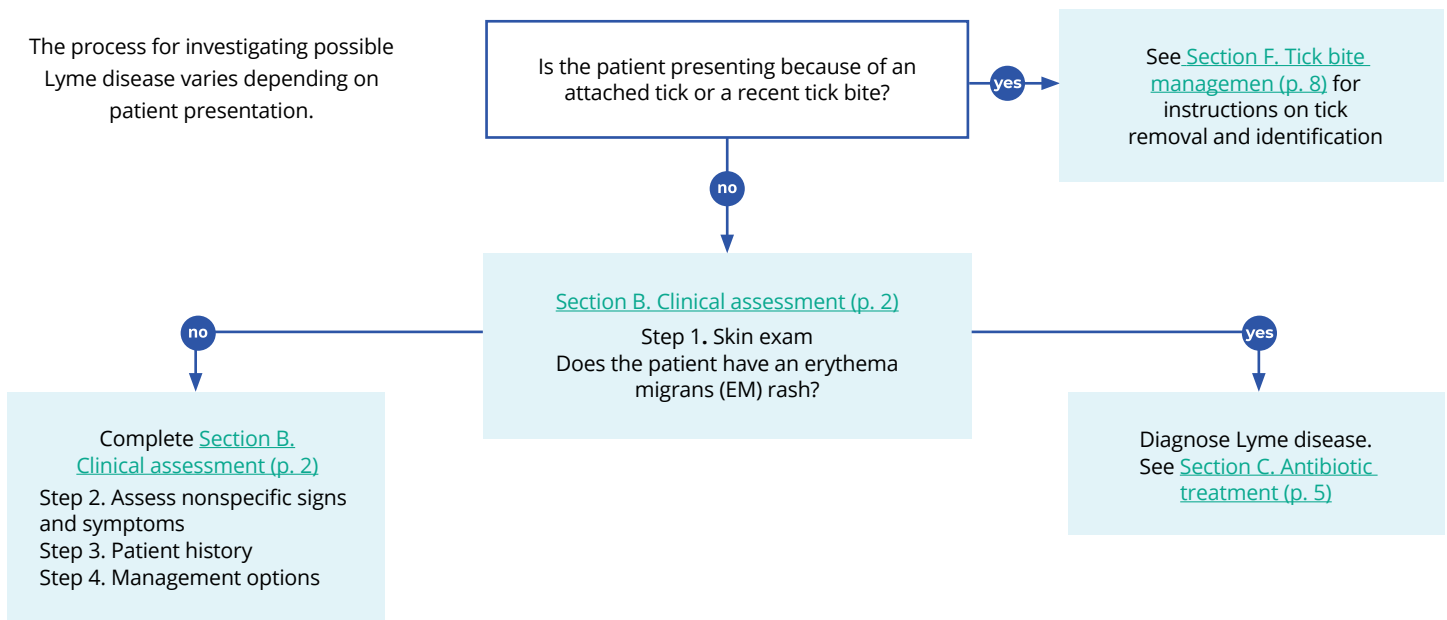 The process for investigating possible
Lyme disease varies depending on
patient presentation.
Is the patient presenting because of an
attached tick or a recent tick bite?
yes
See Section F. Tick bite
managemen (p. 8) for
instructions on tick
removal and identification
no
Section B. Clinical assessment (p. 2)
Step 1. Skin exam
Does the patient have an erythema
migrans (EM) rash?
no
Complete Section B.
Clinical assessment (p. 2)
Step 2. Assess nonspecific signs
and symptoms
Step 3. Patient history
Step 4. Management options
yes
Diagnose Lyme disease.
See Section C. Antibiotic
treatment (p. 5)